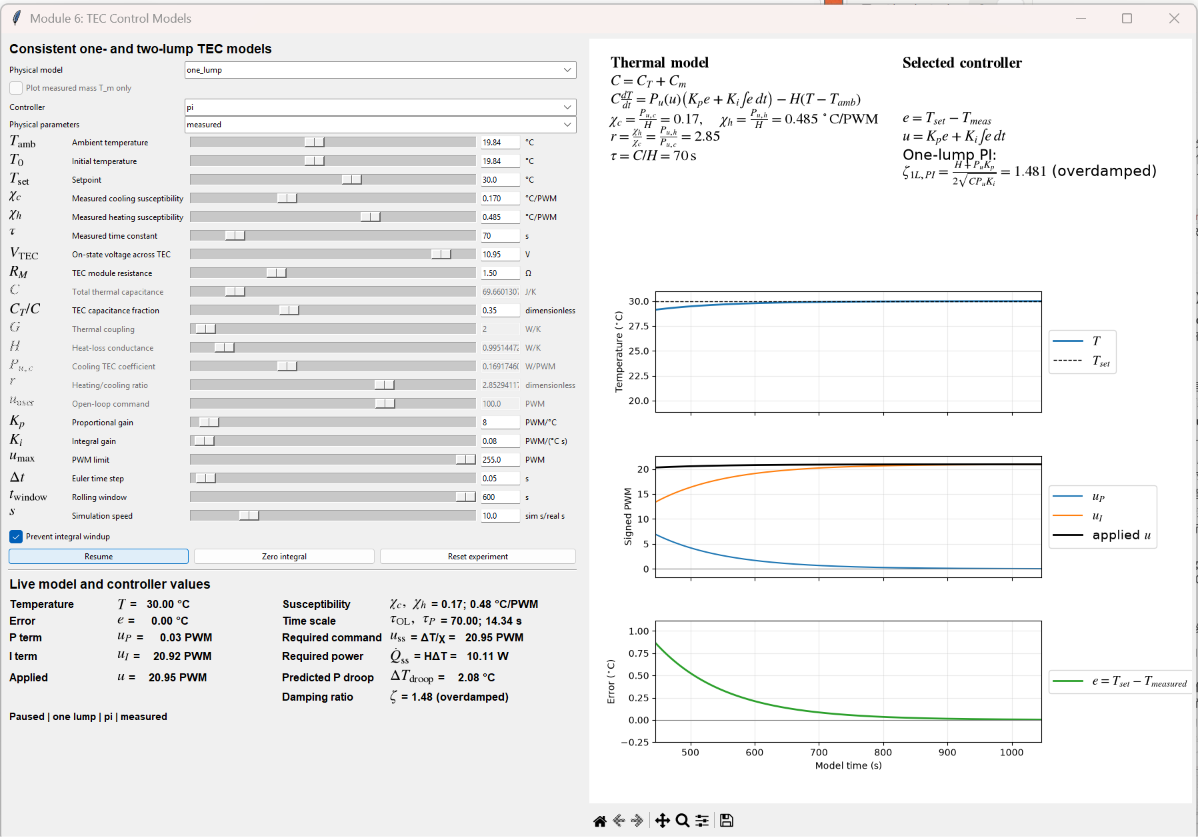 Module 6: TEC Control Models
Consistent one- and two-lump TEC models
Physical model one_lump
Plot measured mass T_m only
Controller pi
Physical parameters measured
T_amb Ambient temperature 19.84 °C
T_0 Initial temperature 19.84 °C
T_set Setpoint 30.0 °C
χ_c Measured cooling susceptibility 0.170 °C/PWM
χ_h Measured heating susceptibility 0.485 °C/PWM
τ Measured time constant 70 s
V_TEC On-state voltage across TEC 10.95 V
R_M TEC module resistance 1.50 Ω
C Total thermal capacitance 69.6601307 J/K
C_T/C TEC capacitance fraction 0.35 dimensionless
G Thermal coupling 2 W/K
H Heat-loss conductance 0.99514472 W/K
P_u,c Cooling TEC coefficient 0.16917460 W/PWM
r Heating/cooling ratio 2.85294117 dimensionless
u_user Open-loop command 100.0 PWM
K_p Proportional gain 8 PWM/°C
K_i Integral gain 0.08 PWM/(°C s)
u_max PWM limit 255.0 PWM
Δt Euler time step 0.05 s
t_window Rolling window 600 s
s Simulation speed 10.0 sim s/real s
Prevent integral windup
Resume Zero integral Reset experiment
Live model and controller values
Temperature T = 30.00 °C
Error e = 0.00 °C
P term u_P = 0.03 PWM
I term u_I = 20.92 PWM
Applied u = 20.95 PWM
Susceptibility χ_c, χ_h = 0.17; 0.48 °C/PWM
Time scale τ_OL, τ_P = 70.00; 14.34 s
Required command u_ss = ΔT/χ = 20.95 PWM
Required power Q̇_ss = HΔT = 10.11 W
Predicted P droop ΔT_droop = 2.08 °C
Damping ratio ζ = 1.48 (overdamped)
Paused | one lump | pi | measured
Thermal model
C = C_T + C_m
C dT/dt = P_u(u)(K_p e + K_i ∫e dt) − H(T − T_amb)
χ_c = P_u,c/H = 0.17, χ_h = P_u,h/H = 0.485 °C/PWM
r = χ_h/χ_c = P_u,h/P_u,c = 2.85
τ = C/H = 70 s
Selected controller
e = T_set − T_meas
u = K_p e + K_i ∫e dt
One-lump PI:
ζ_1L,PI = (H + P_u K_p)/(2√(C P_u K_i)) = 1.481 (overdamped)
Temperature (°C)
30.0
27.5
25.0
22.5
20.0
T
T_set
Signed PWM
20
15
10
5
0
u_P
u_I
applied u
Error (°C)
1.00
0.75
0.50
0.25
0.00
−0.25
e = T_set − T_measured
500 600 700 800 900 1000
Model time (s)